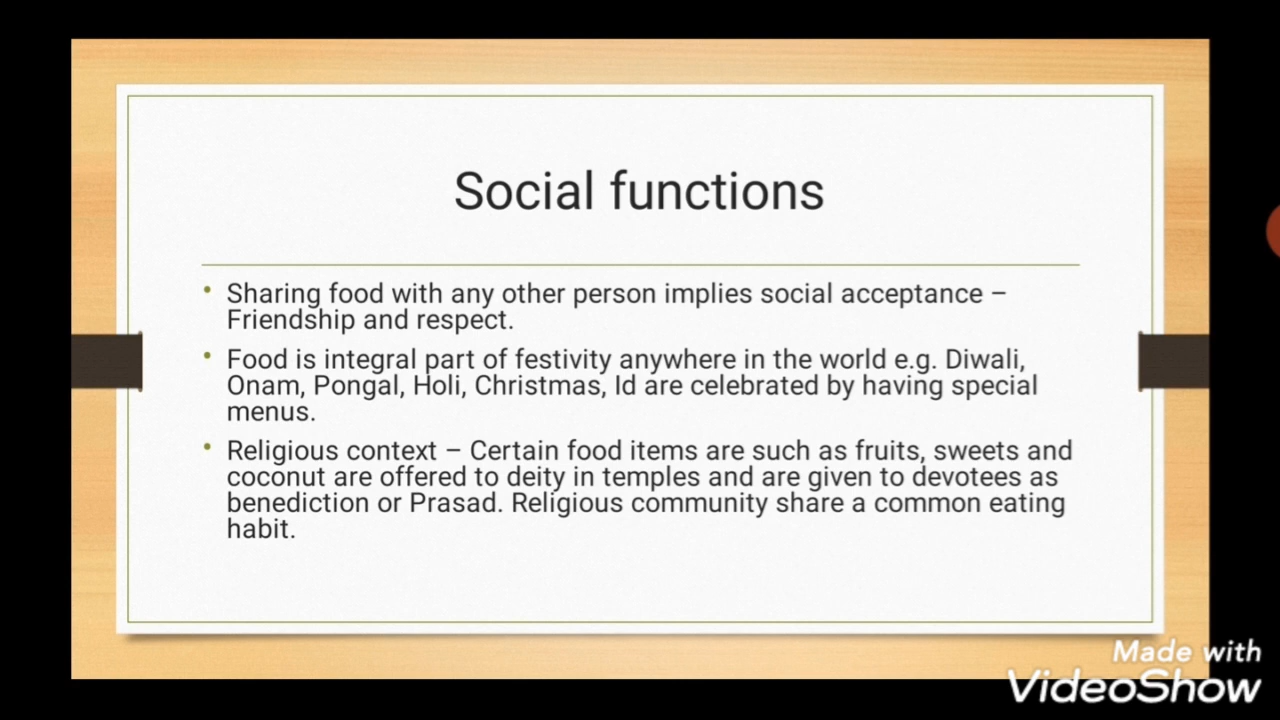 Social functions
• Sharing food with any other person implies social acceptance –
Friendship and respect.
• Food is integral part of festivity anywhere in the world e.g. Diwali,
Onam, Pongal, Holi, Christmas, Id are celebrated by having special
menus.
• Religious context – Certain food items are such as fruits, sweets and
coconut are offered to deity in temples and are given to devotees as
benediction or Prasad. Religious community share a common eating
habit.
Made with
VideoShow